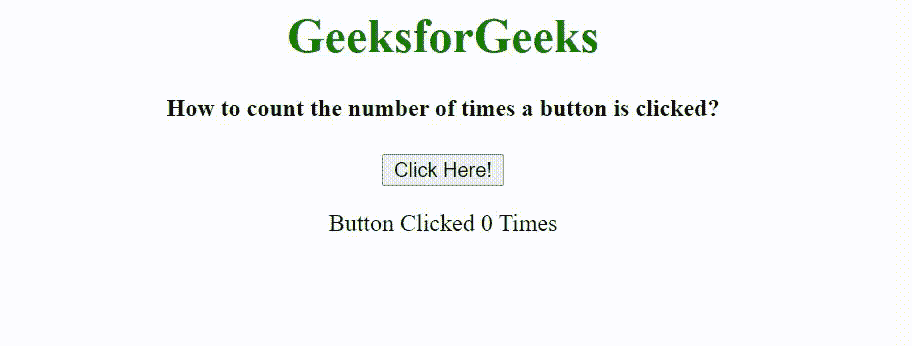 GeeksforGeeks
How to count the number of times a button is clicked?
Click Here!
Button Clicked 0 Times